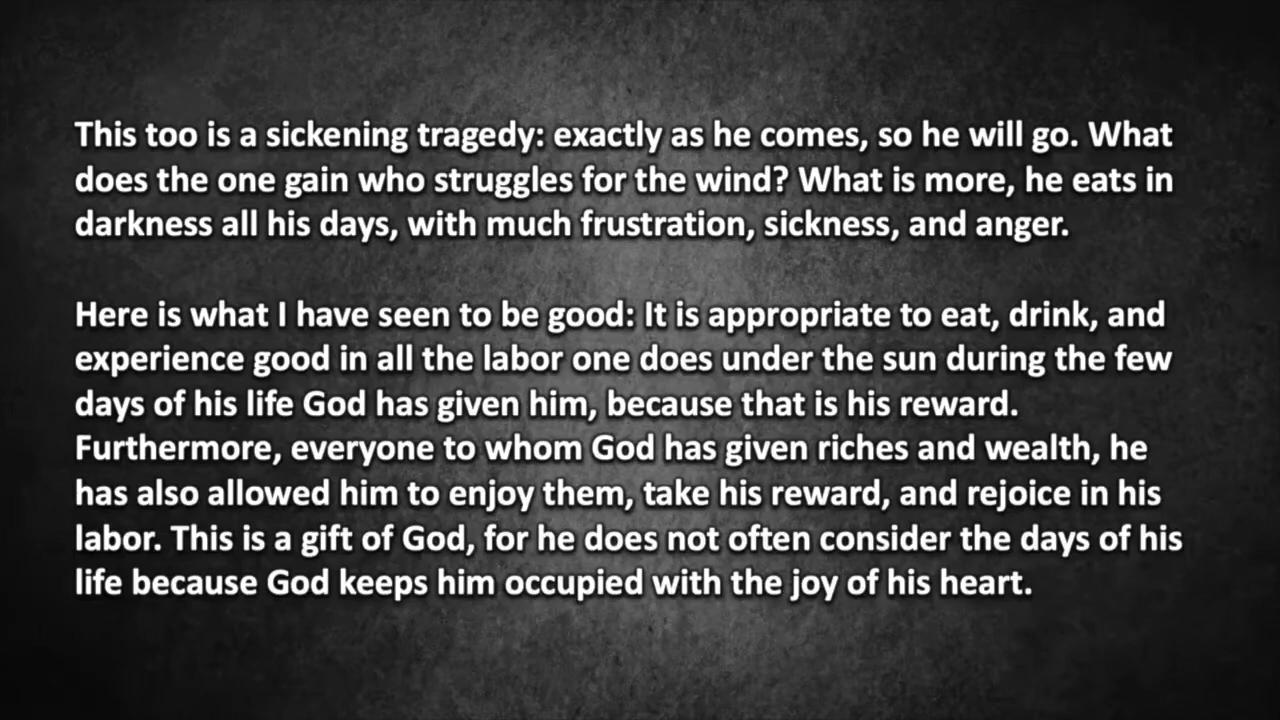 This too is a sickening tragedy: exactly as he comes, so he will go. What
does the one gain who struggles for the wind? What is more, he eats in
darkness all his days, with much frustration, sickness, and anger.
Here is what I have seen to be good: It is appropriate to eat, drink, and
experience good in all the labor one does under the sun during the few
days of his life God has given him, because that is his reward.
Furthermore, everyone to whom God has given riches and wealth, he
has also allowed him to enjoy them, take his reward, and rejoice in his
labor. This is a gift of God, for he does not often consider the days of his
life because God keeps him occupied with the joy of his heart.